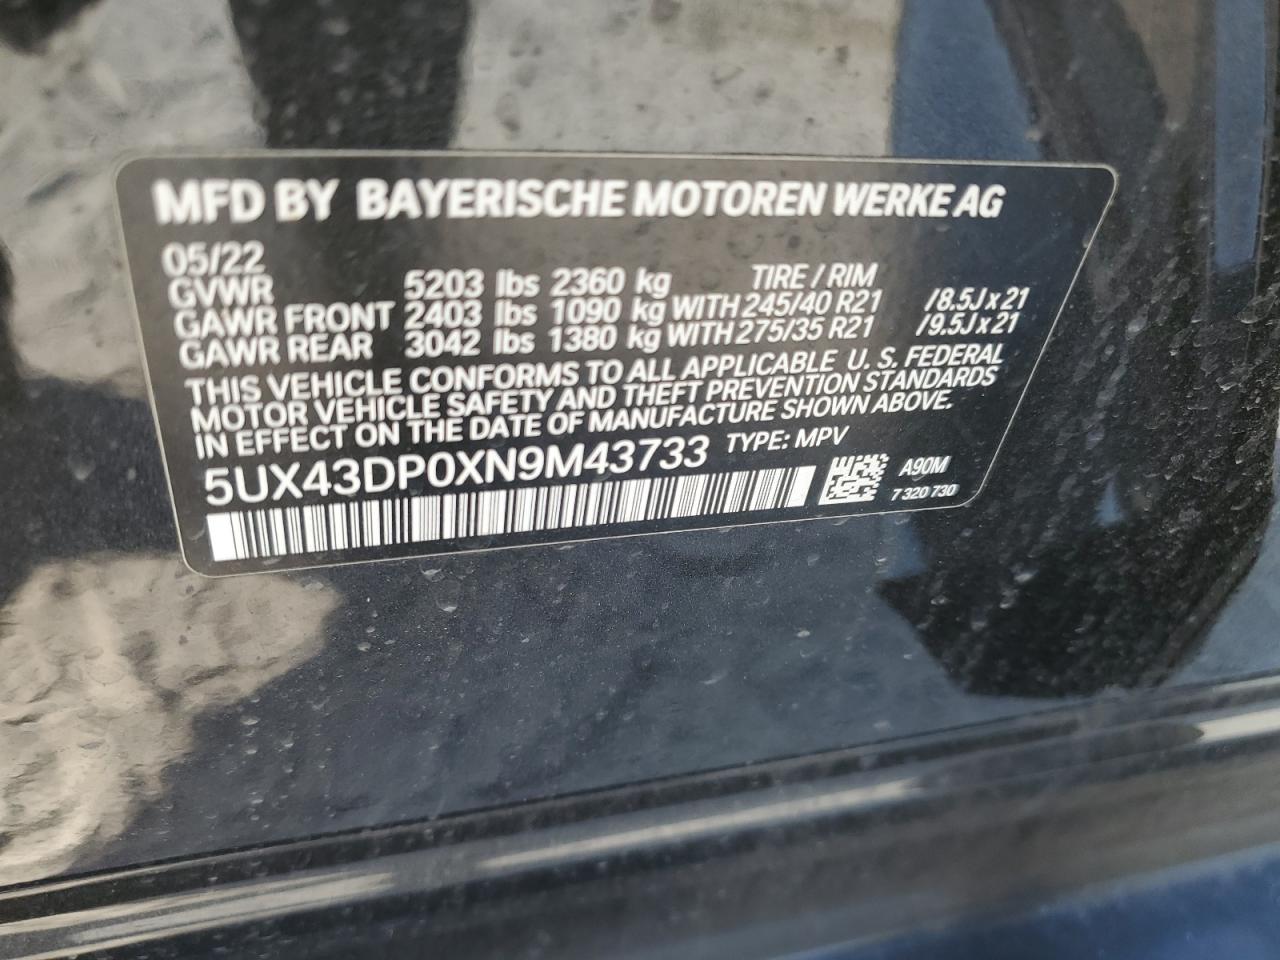 MFD BY BAYERISCHE MOTOREN WERKE AG
05/22
GVWR 5203 lbs 2360 kg TIRE / RIM
GAWR FRONT 2403 lbs 1090 kg WITH 245/40 R21 /8.5J x 21
GAWR REAR 3042 lbs 1380 kg WITH 275/35 R21 /9.5J x 21
THIS VEHICLE CONFORMS TO ALL APPLICABLE U. S. FEDERAL
MOTOR VEHICLE SAFETY AND THEFT PREVENTION STANDARDS
IN EFFECT ON THE DATE OF MANUFACTURE SHOWN ABOVE.
5UX43DP0XN9M43733 TYPE: MPV
A90M
7 320 730